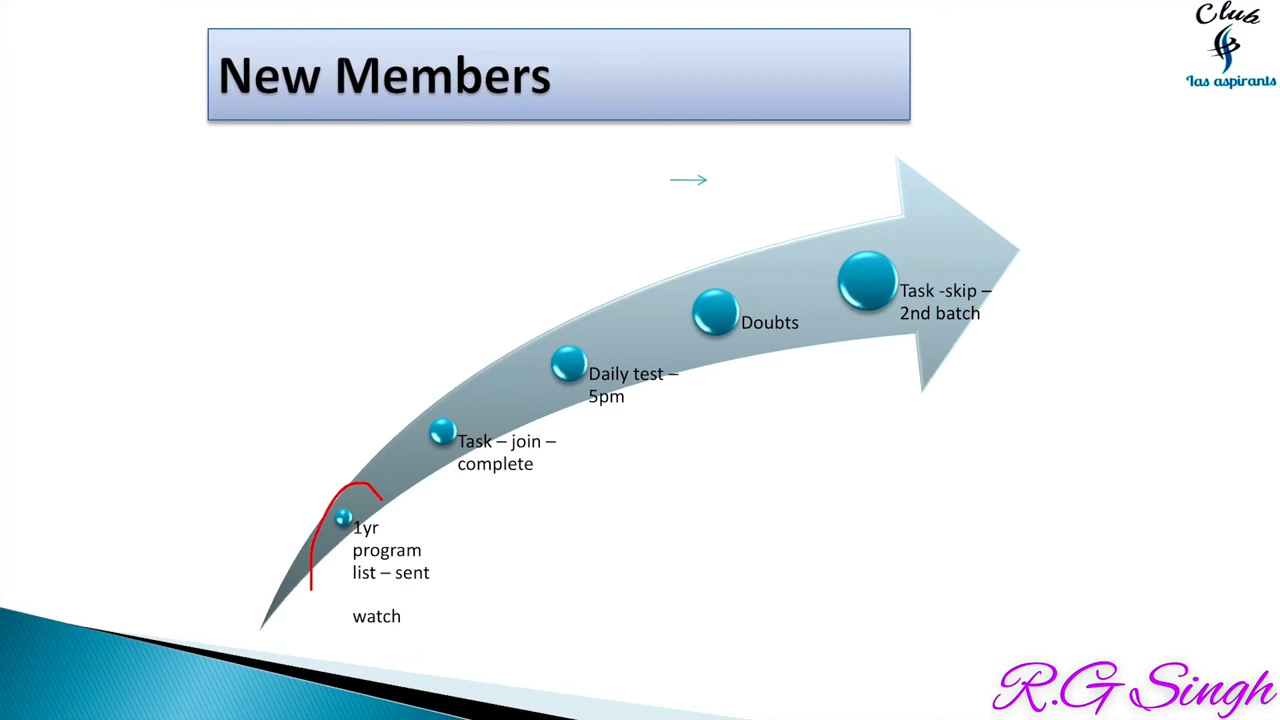 Club
Ias aspirants
New Members
Task -skip –
2nd batch
Doubts
Daily test –
5pm
Task – join –
complete
1yr
program
list – sent
watch
R.G Singh